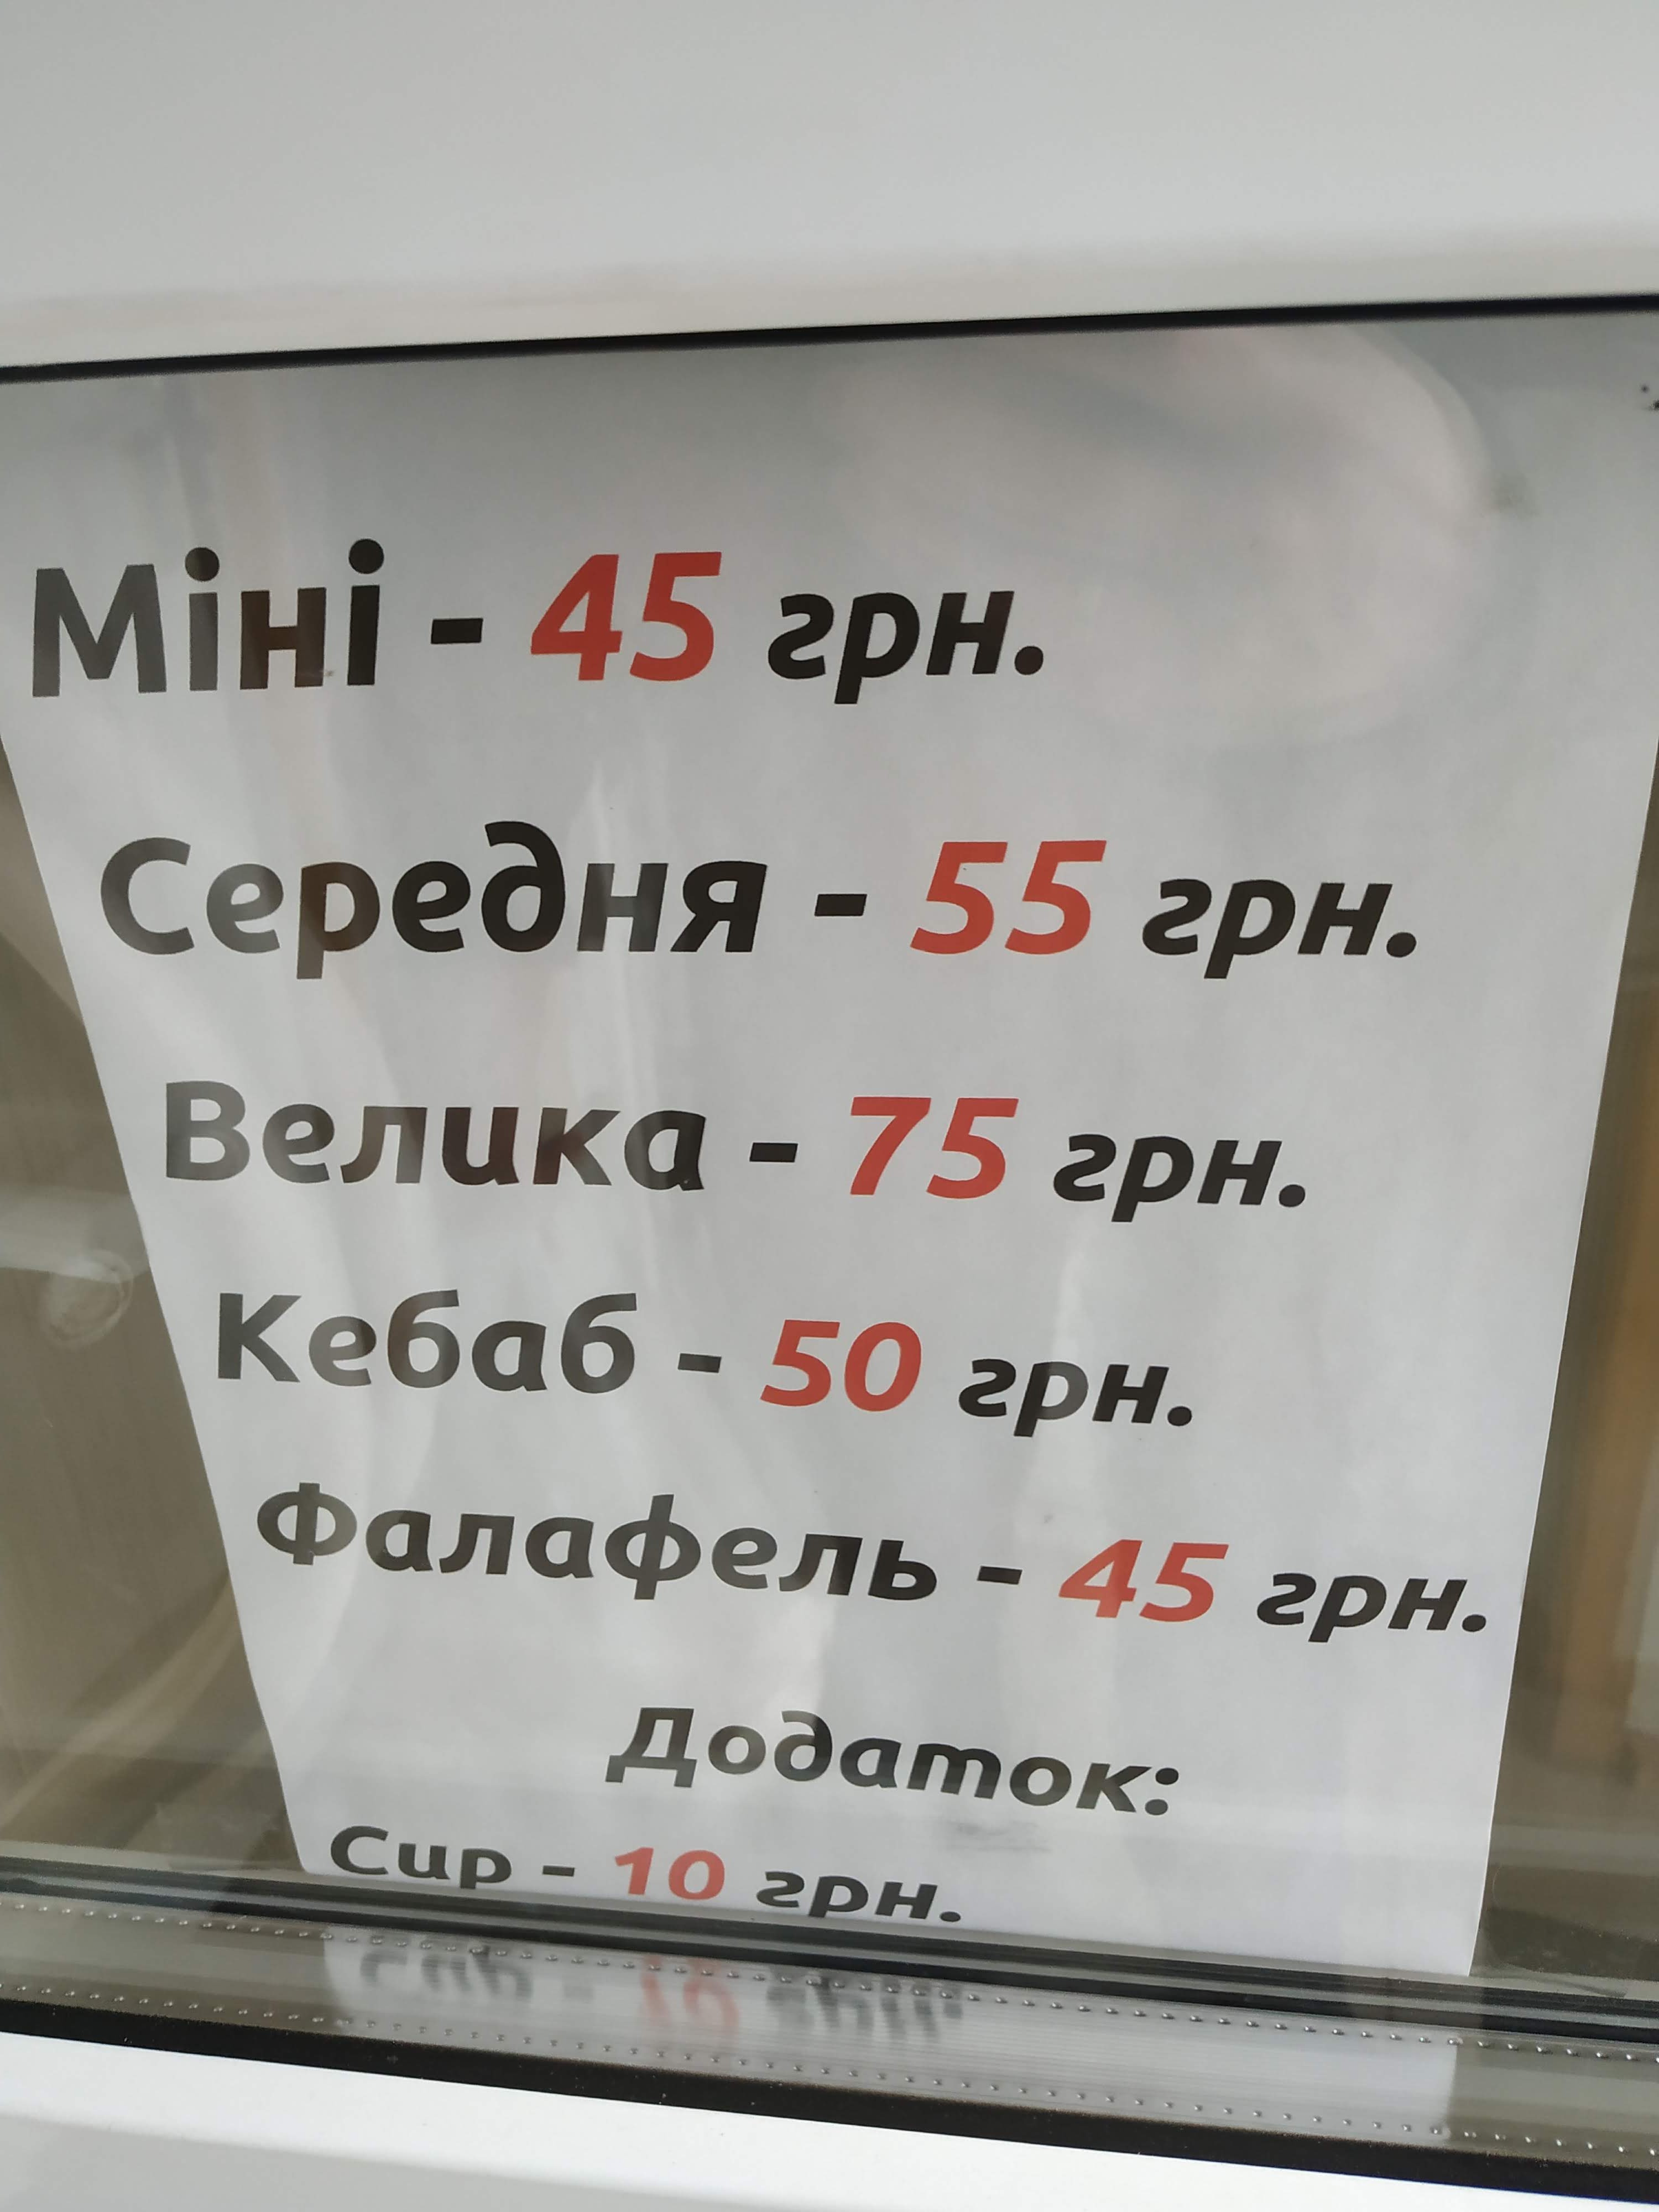 Міні - 45 грн.
Середня - 55 грн.
Велика - 75 грн.
Кебаб - 50 грн.
Фалафель - 45 грн.
Додаток:
Сир - 10 грн.